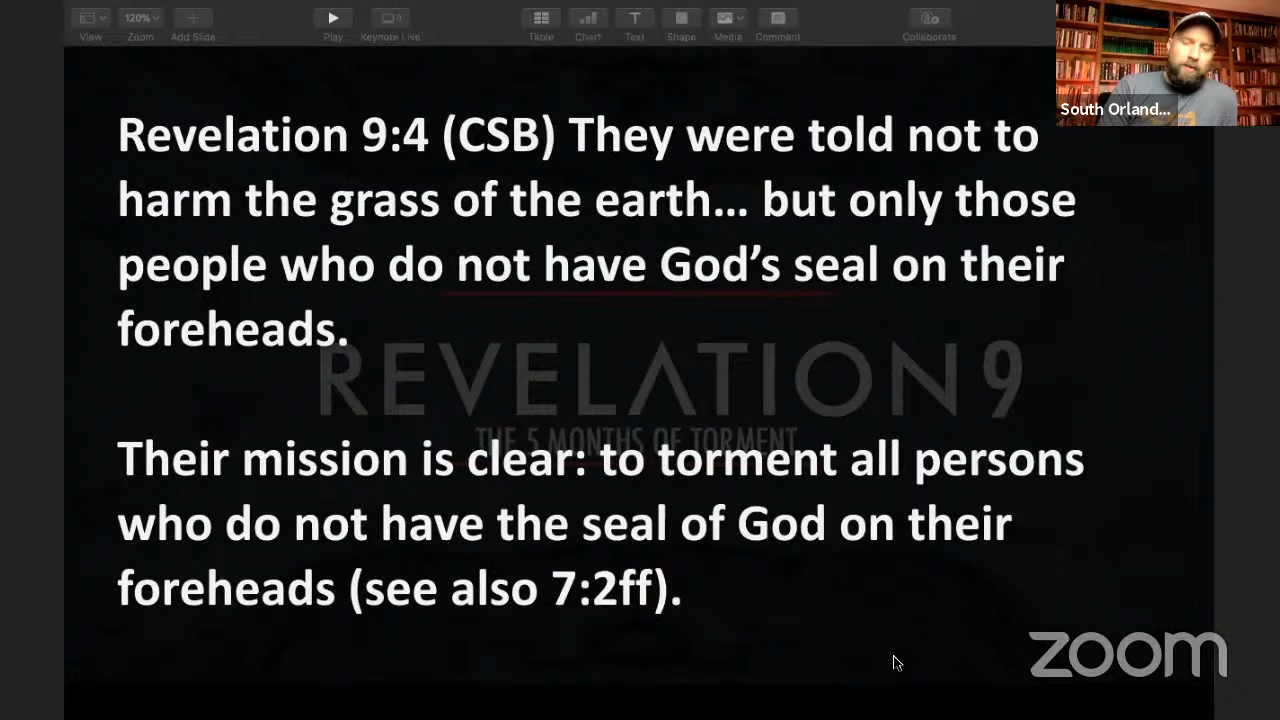 120%
View
Zoom
Add Slide
Play
Keynote Live
Table
Chart
Text
Shape
Media
Comment
Collaborate
South Orland...
Revelation 9:4 (CSB) They were told not to
harm the grass of the earth… but only those
people who do not have God’s seal on their
foreheads.
REVELATION 9
THE 5 MONTHS OF TORMENT
Their mission is clear: to torment all persons
who do not have the seal of God on their
foreheads (see also 7:2ff).
zoom